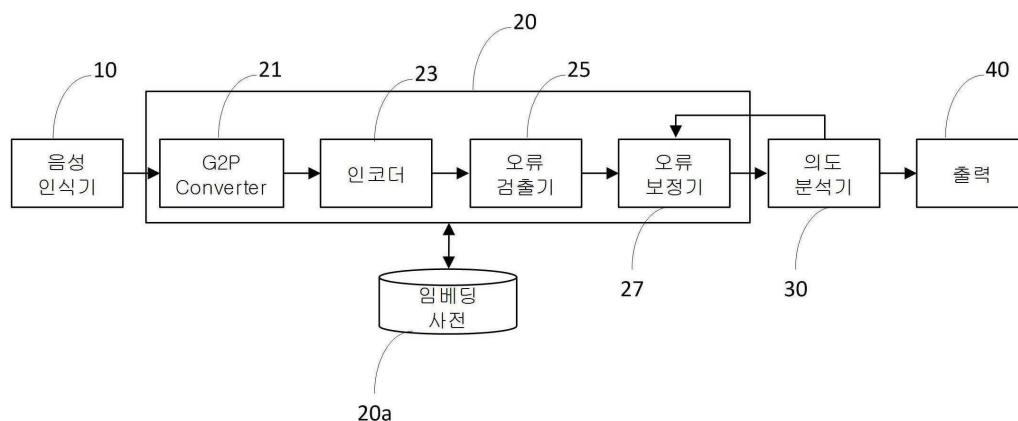 20
10
21
23
25
40
음성
인식기
G2P
Converter
인코더
오류
검출기
오류
보정기
의도
분석기
출력
27
30
임베딩
사전
20a